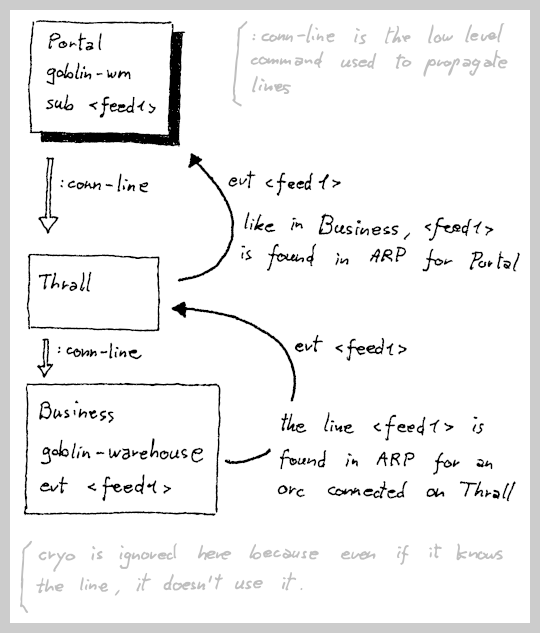 Portal
goblin-wm
sub <feed1>
:conn-line is the low level
command used to propagate
lines
:conn-line
evt <feed1>
like in Business, <feed1>
is found in ARP for Portal
Thrall
:conn-line
evt <feed1>
Business
goblin-warehouse
evt <feed1>
the line <feed1> is
found in ARP for an
orc connected on Thrall
cryo is ignored here because even if it knows
the line, it doesn't use it.